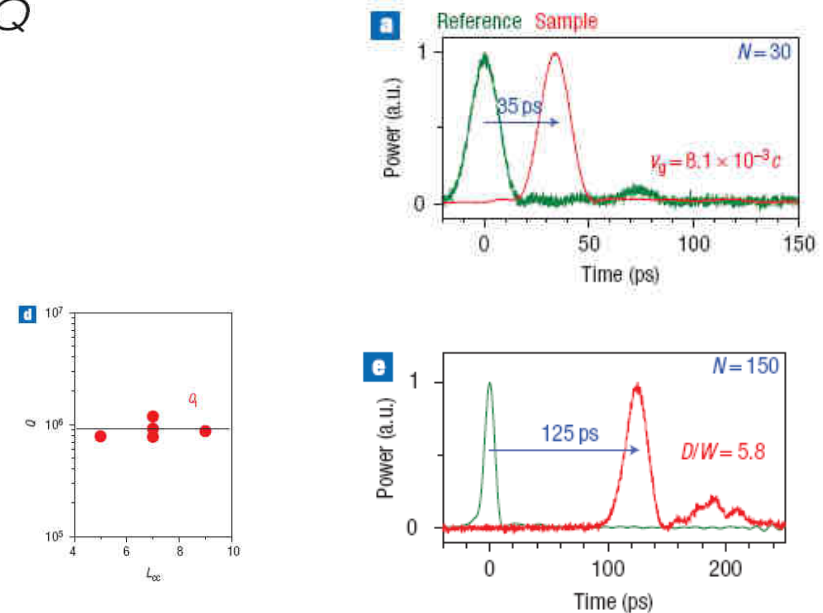 Q
a
Reference Sample
1
N=30
35 ps
Power (a.u.)
νg=8.1 × 10⁻³c
0
0 50 100 150
Time (ps)
d
10⁷
q
Q
10⁶
10⁵
4 6 8 10
Lcc
e
1
N=150
125 ps
Power (a.u.)
D/W= 5.8
0
0 100 200
Time (ps)